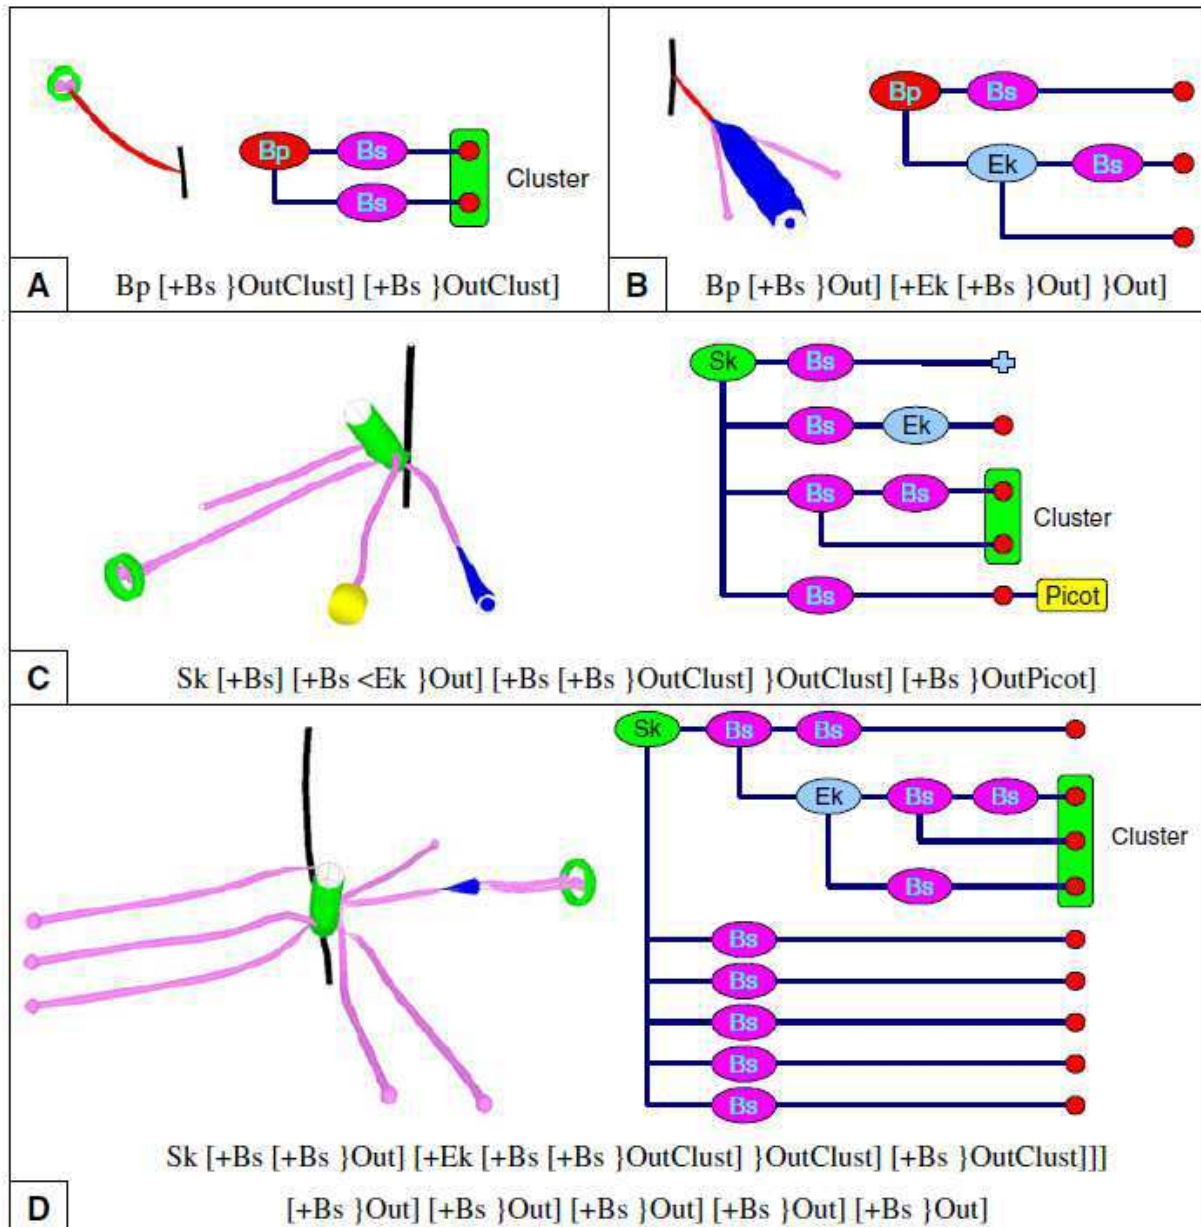 Bp Bs
Bs
Cluster
A Bp [+Bs }OutClust] [+Bs }OutClust]
Bp Bs
Ek Bs
B Bp [+Bs }Out] [+Ek [+Bs }Out] }Out]
Sk Bs
Bs Ek
Bs Bs
Cluster
Bs Picot
C Sk [+Bs] [+Bs <Ek }Out] [+Bs [+Bs }OutClust] }OutClust] [+Bs }OutPicot]
Sk Bs Bs
Ek Bs Bs
Cluster
Bs
Bs
Bs
Bs
Bs
Bs
Sk [+Bs [+Bs }Out] [+Ek [+Bs [+Bs }OutClust] }OutClust] [+Bs }OutClust]]]
D [+Bs }Out] [+Bs }Out] [+Bs }Out] [+Bs }Out] [+Bs }Out]